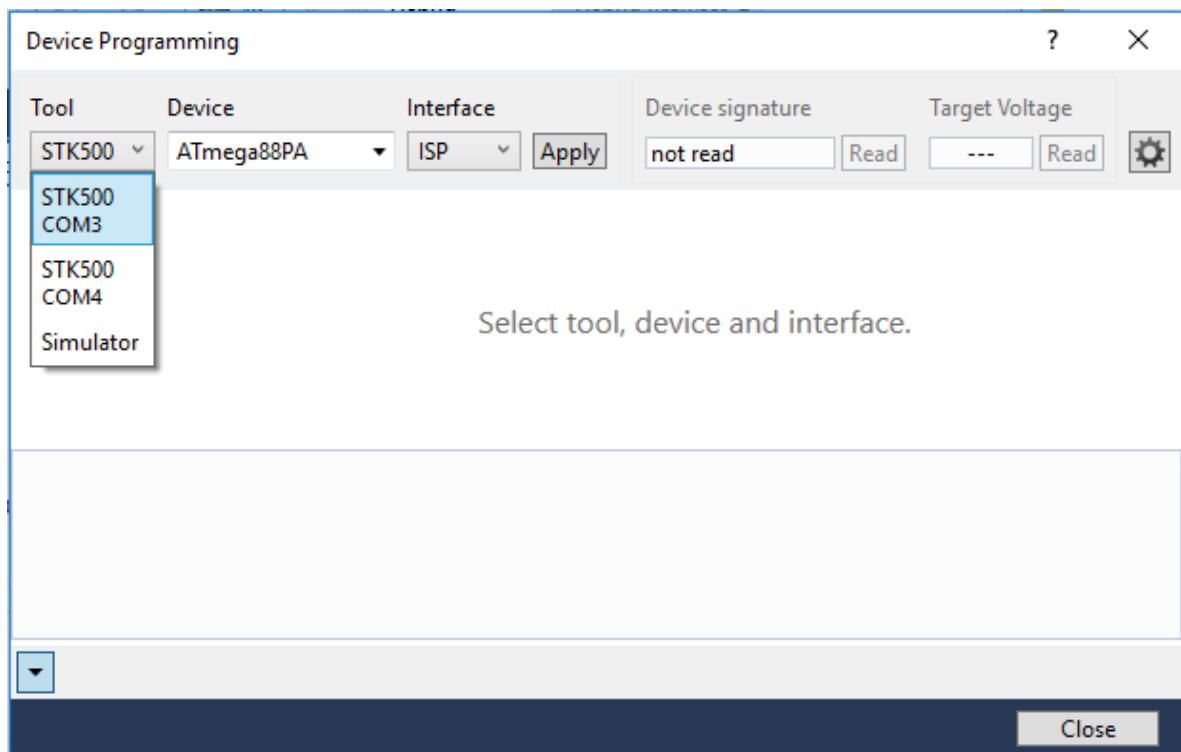 Device Programming ?
Tool Device Interface Device signature Target Voltage
STK500 ATmega88PA ISP Apply not read Read --- Read
STK500
COM3
STK500
COM4
Simulator
Select tool, device and interface.
Close